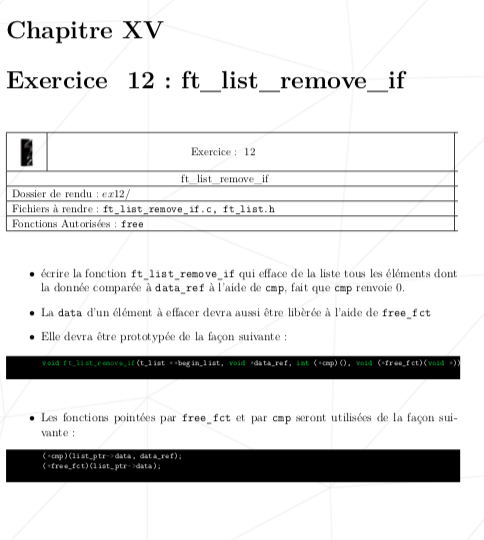 Chapitre XV
Exercice 12 : ft_list_remove_if
Exercice : 12
ft_list_remove_if
Dossier de rendu : ex12/
Fichiers à rendre : ft_list_remove_if.c, ft_list.h
Fonctions Autorisées : free
• écrire la fonction ft_list_remove_if qui efface de la liste tous les éléments dont
la donnée comparée à data_ref à l'aide de cmp, fait que cmp renvoie 0.
• La data d'un élément à effacer devra aussi être libèrée à l'aide de free_fct
• Elle devra être prototypée de la façon suivante :
void ft_list_remove_if(t_list **begin_list, void *data_ref, int (*cmp)(), void (*free_fct)(void *))
• Les fonctions pointées par free_fct et par cmp seront utilisées de la façon sui-
vante :
(*cmp)(list_ptr->data, data_ref);
(*free_fct)(list_ptr->data);